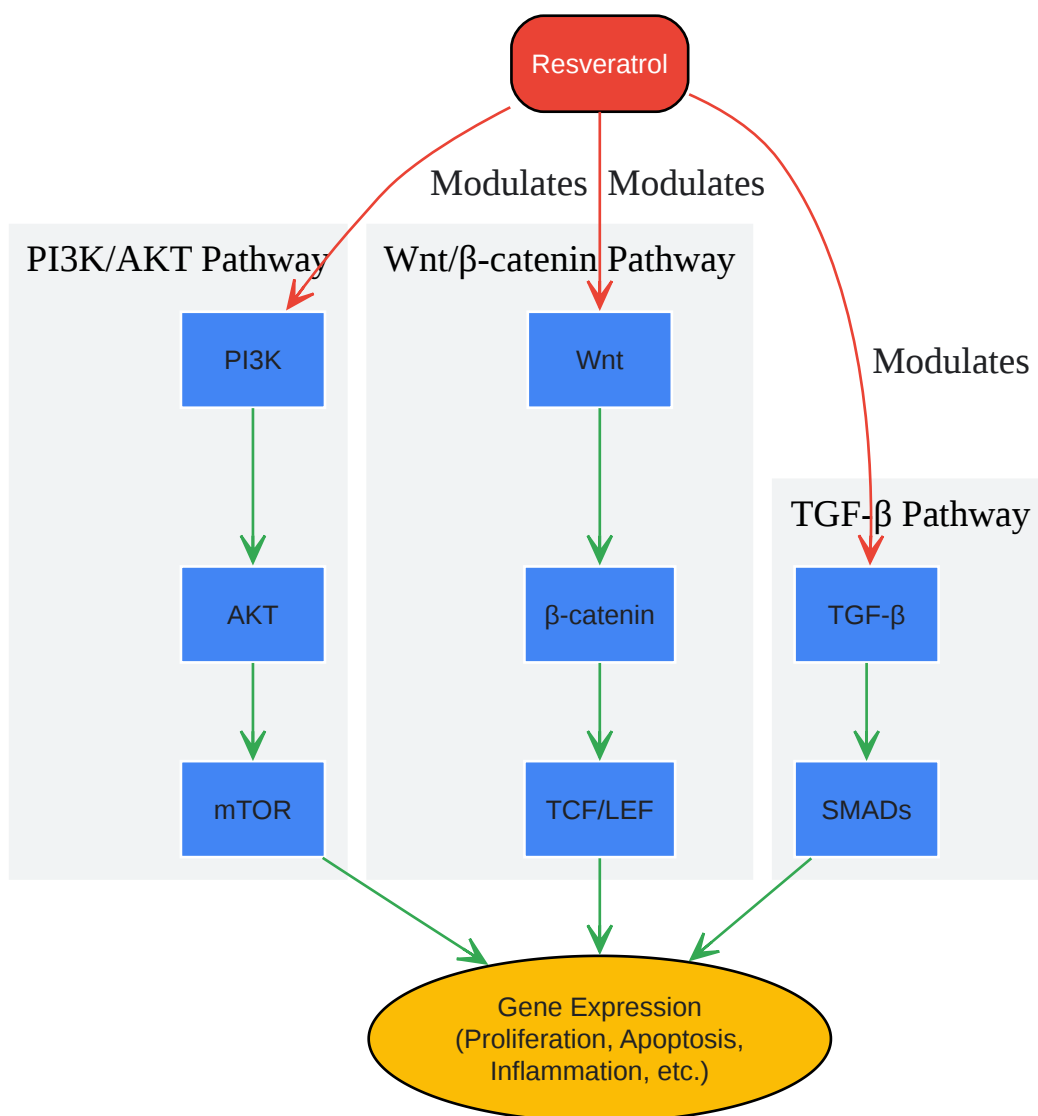 Resveratrol
Modulates
Modulates
PI3K/AKT Pathway
Wnt/β-catenin Pathway
PI3K
Wnt
Modulates
TGF-β Pathway
AKT
β-catenin
TGF-β
mTOR
TCF/LEF
SMADs
Gene Expression
(Proliferation, Apoptosis,
Inflammation, etc.)